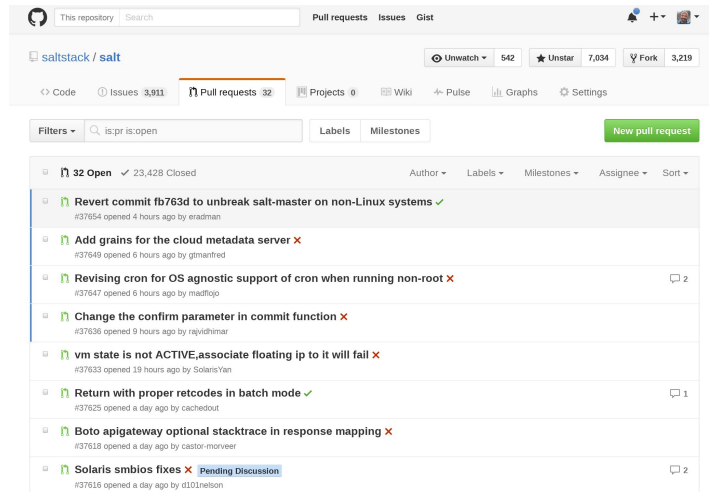 This repository Search Pull requests Issues Gist
saltstack / salt Unwatch 542 Unstar 7,034 Fork 3,219
Code Issues 3,911 Pull requests 32 Projects 0 Wiki Pulse Graphs Settings
Filters is:pr is:open Labels Milestones New pull request
32 Open 23,428 Closed Author Labels Milestones Assignee Sort
Revert commit fb763d to unbreak salt-master on non-Linux systems
#37654 opened 4 hours ago by eradman
Add grains for the cloud metadata server
#37649 opened 6 hours ago by gtmanfred
Revising cron for OS agnostic support of cron when running non-root 2
#37647 opened 6 hours ago by madflojo
Change the confirm parameter in commit function
#37636 opened 9 hours ago by rajvidhimar
vm state is not ACTIVE,associate floating ip to it will fail
#37633 opened 19 hours ago by SolarisYan
Return with proper retcodes in batch mode 1
#37625 opened a day ago by cachedout
Boto apigateway optional stacktrace in response mapping
#37618 opened a day ago by castor-morveer
Solaris smbios fixes Pending Discussion 2
#37616 opened a day ago by d101nelson